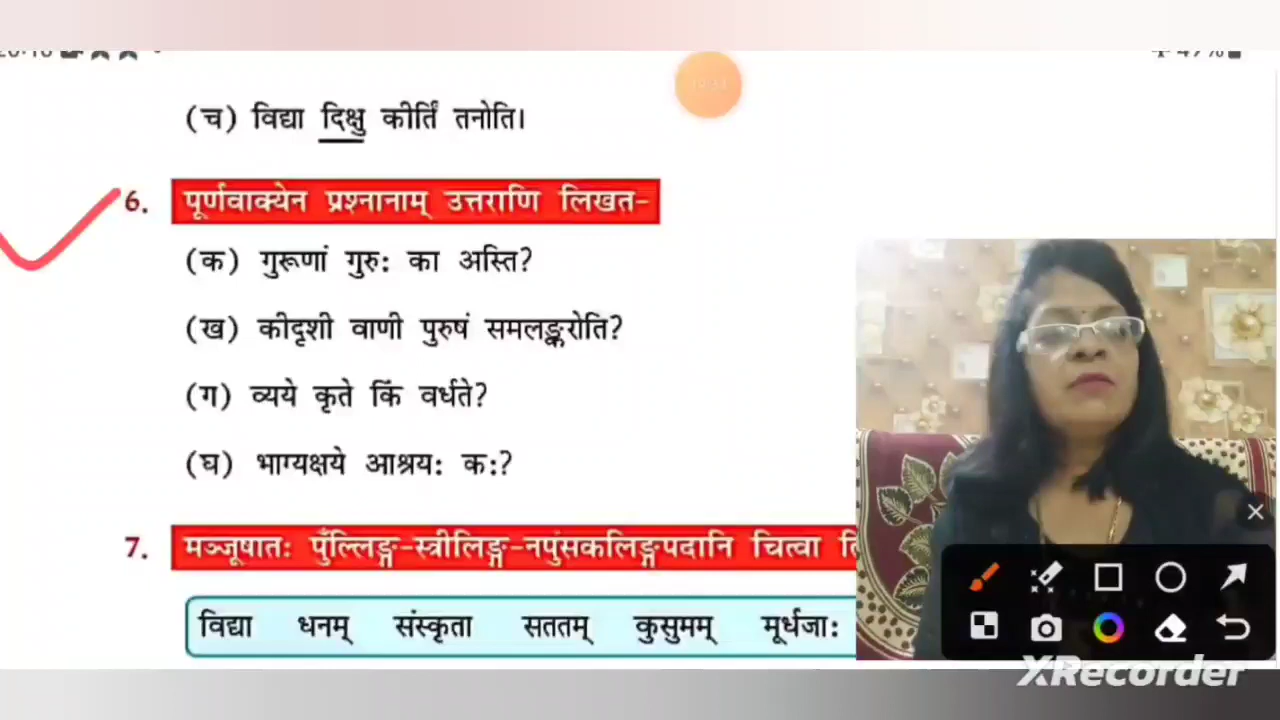 (च) विद्या दिक्षु कीर्तिं तनोति।
6. पूर्णवाक्येन प्रश्नानाम् उत्तराणि लिखत-
(क) गुरूणां गुरु: का अस्ति?
(ख) कीदृशी वाणी पुरुषं समलङ्करोति?
(ग) व्यये कृते किं वर्धते?
(घ) भाग्यक्षये आश्रय: क:?
7. मञ्जूषात: पुँल्लिङ्ग-स्त्रीलिङ्ग-नपुंसकलिङ्गपदानि चित्वा
विद्या धनम् संस्कृता सततम् कुसुमम् मूर्धजा:
XRecorder